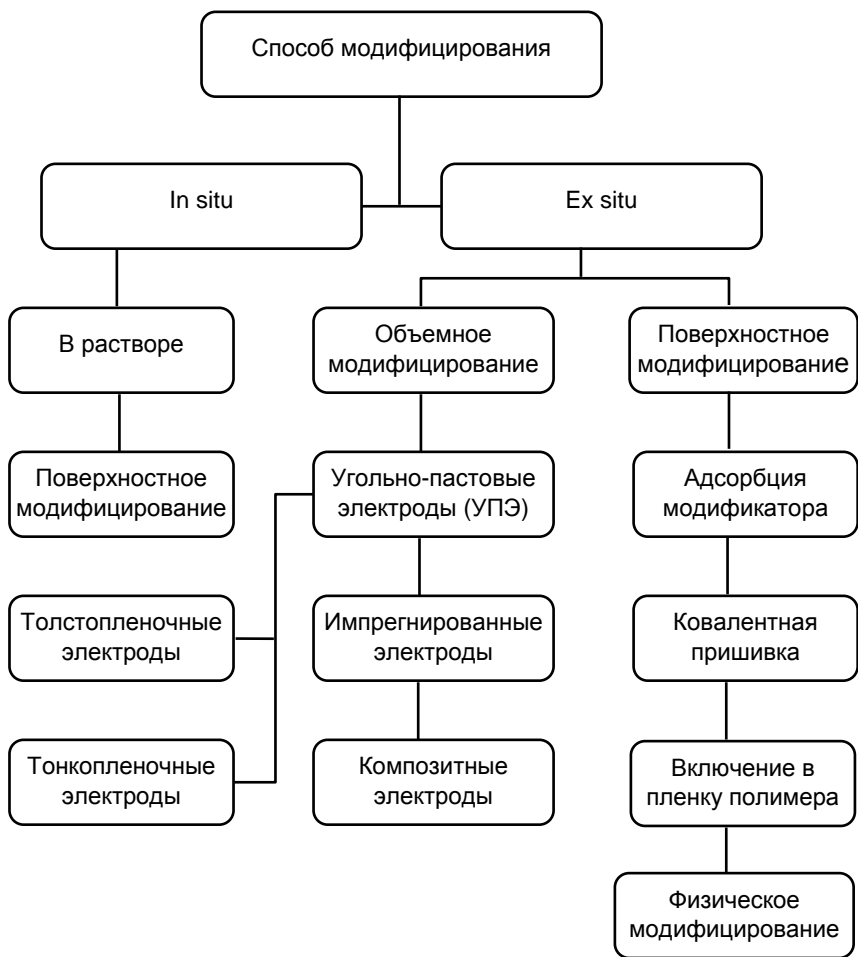 Способ модифицирования
In situ
Ex situ
В растворе
Объемное
модифицирование
Поверхностное
модифицирование
Поверхностное
модифицирование
Угольно-пастовые
электроды (УПЭ)
Адсорбция
модификатора
Толстопленочные
электроды
Импрегнированные
электроды
Ковалентная
пришивка
Тонкопленочные
электроды
Композитные
электроды
Включение в
пленку полимера
Физическое
модифицирование